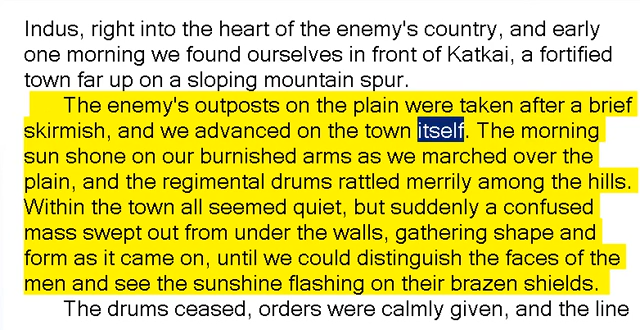 Indus, right into the heart of the enemy's country, and early
one morning we found ourselves in front of Katkai, a fortified
town far up on a sloping mountain spur.
The enemy's outposts on the plain were taken after a brief
skirmish, and we advanced on the town itself. The morning
sun shone on our burnished arms as we marched over the
plain, and the regimental drums rattled merrily among the hills.
Within the town all seemed quiet, but suddenly a confused
mass swept out from under the walls, gathering shape and
form as it came on, until we could distinguish the faces of the
men and see the sunshine flashing on their brazen shields.
The drums ceased, orders were calmly given, and the line